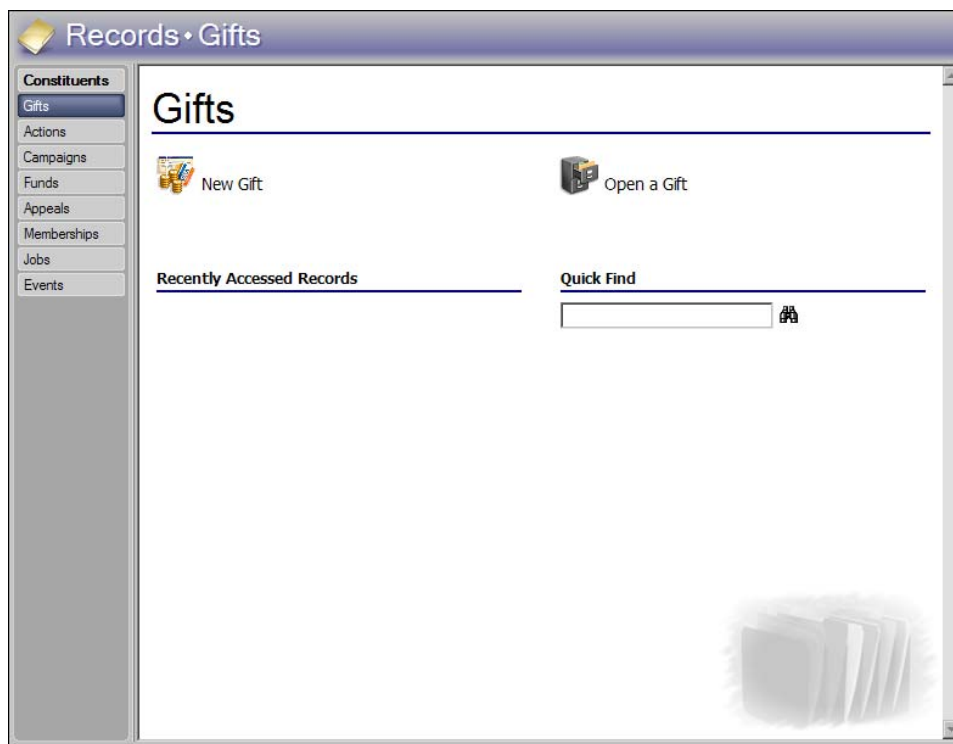 Records • Gifts
Constituents
Gifts
Actions
Campaigns
Funds
Appeals
Memberships
Jobs
Events
Gifts
New Gift
Open a Gift
Recently Accessed Records
Quick Find